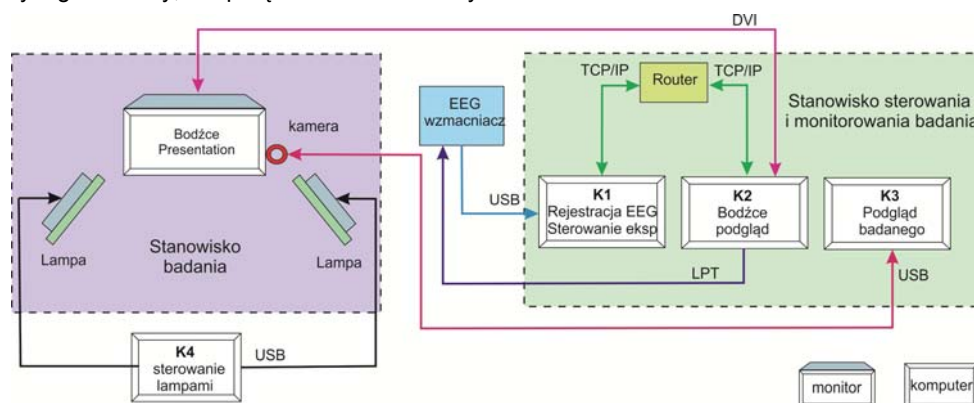 DVI
TCP/IP
TCP/IP
Router
EEG
wzmacniacz
Stanowisko sterowania
i monitorowania badania
Bodźce
Presentation
kamera
USB
K1
Rejestracja EEG
Sterowanie eksp
K2
Bodźce
podgląd
K3
Podgląd
badanego
Lampa
Stanowisko
badania
Lampa
LPT
USB
K4
sterowanie
lampami
USB
monitor
komputer